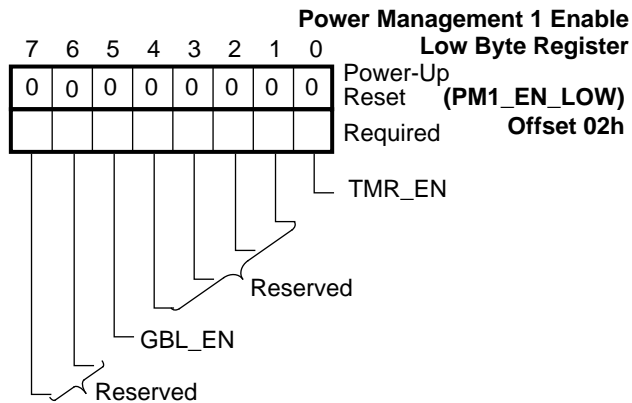 Power Management 1 Enable
Low Byte Register
7 6 5 4 3 2 1 0
0 0 0 0 0 0 0 0
Power-Up
Reset
(PM1_EN_LOW)
Required
Offset 02h
TMR_EN
Reserved
GBL_EN
Reserved